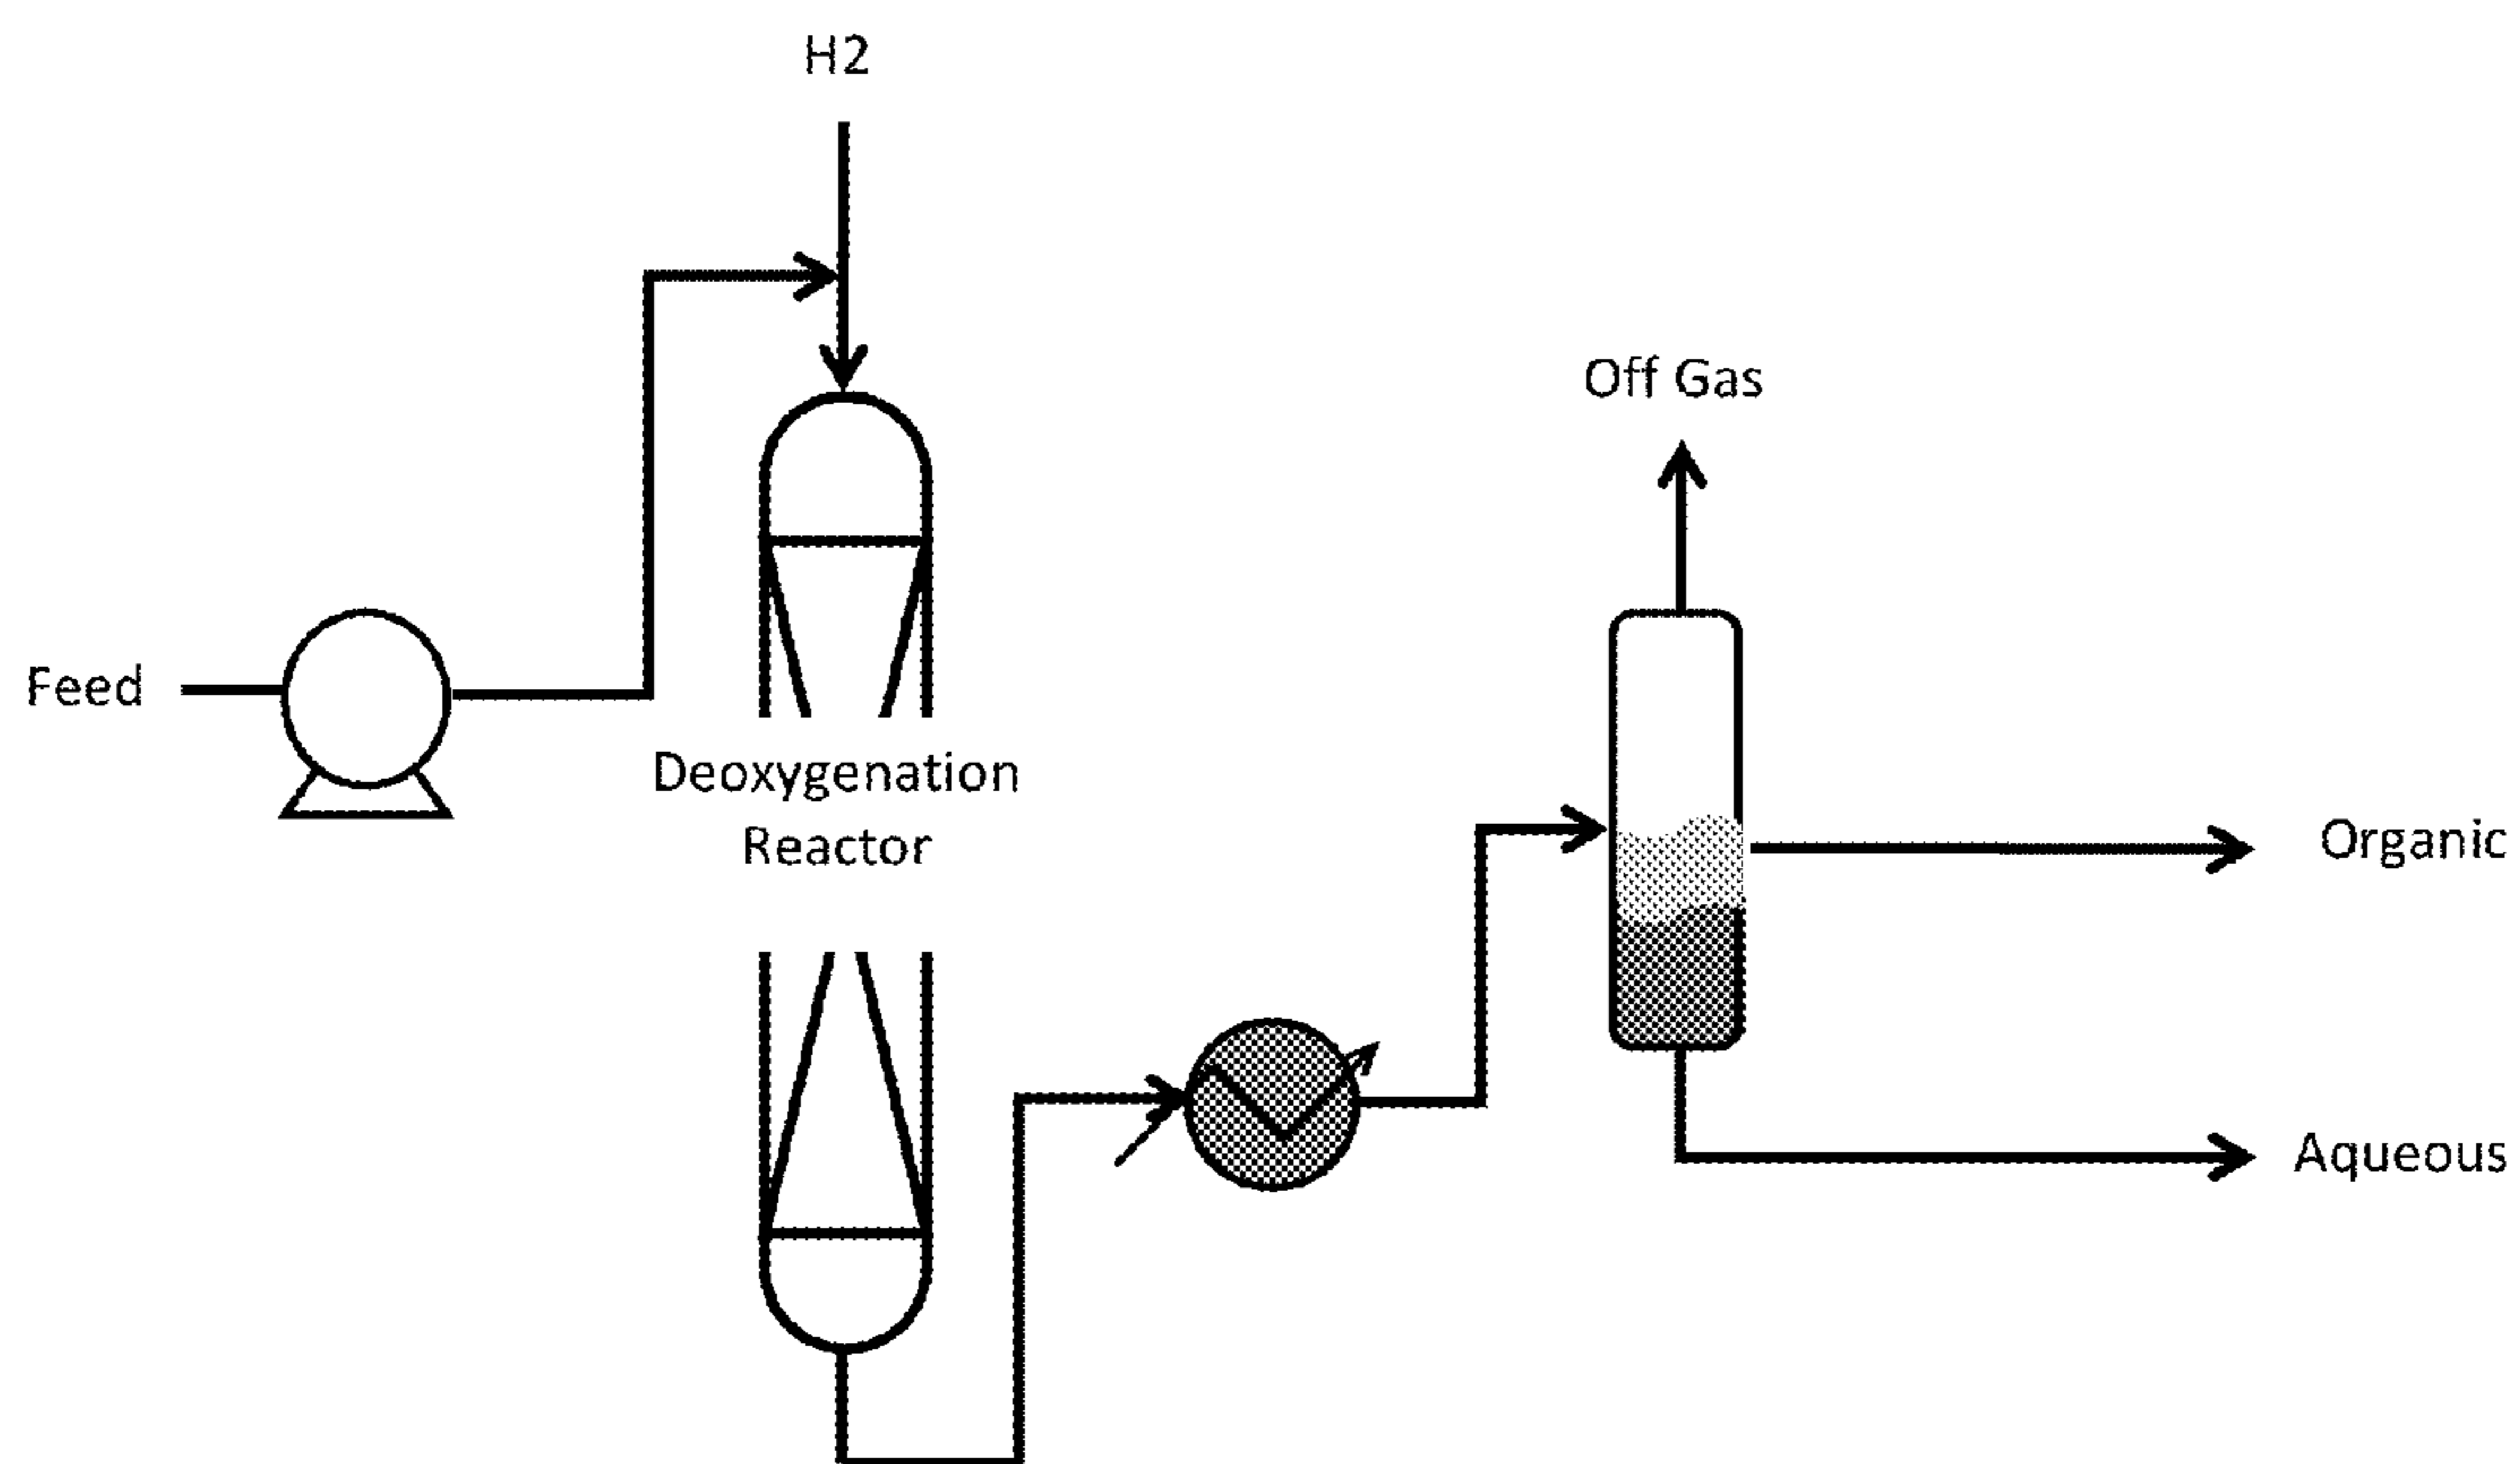 H2
Off Gas
Feed
Deoxygenation
Reactor
Organic
Aqueous